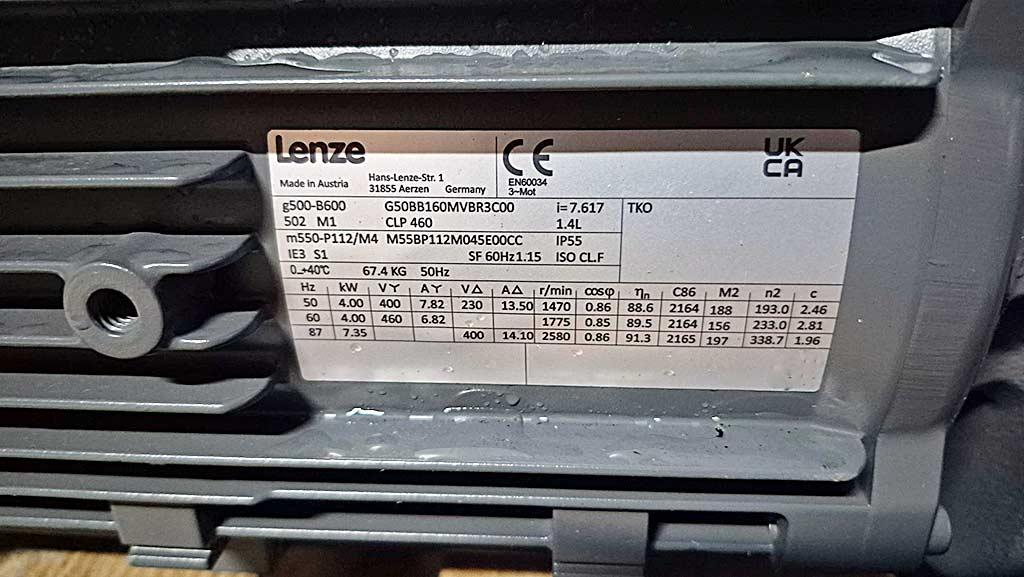 Lenze
CE
UK
CA
Made in Austria
Hans-Lenze-Str. 1
31855 Aerzen Germany
EN60034
3~Mot
g500-B600 G50BB160MVBR3C00 i=7.617 TKO
502 M1 CLP 460 1.4L
m550-P112/M4 M55BP112M045E00CC IP55
IE3 S1 SF 60Hz1.15 ISO CL.F
0..+40℃ 67.4 KG 50Hz
Hz kW V Y A Y V Δ A Δ r/min cosφ ηn C86 M2 n2 c
50 4.00 400 7.82 230 13.50 1470 0.86 88.6 2164 188 193.0 2.46
60 4.00 460 6.82 1775 0.85 89.5 2164 156 233.0 2.81
87 7.35 400 14.10 2580 0.86 91.3 2165 197 338.7 1.96